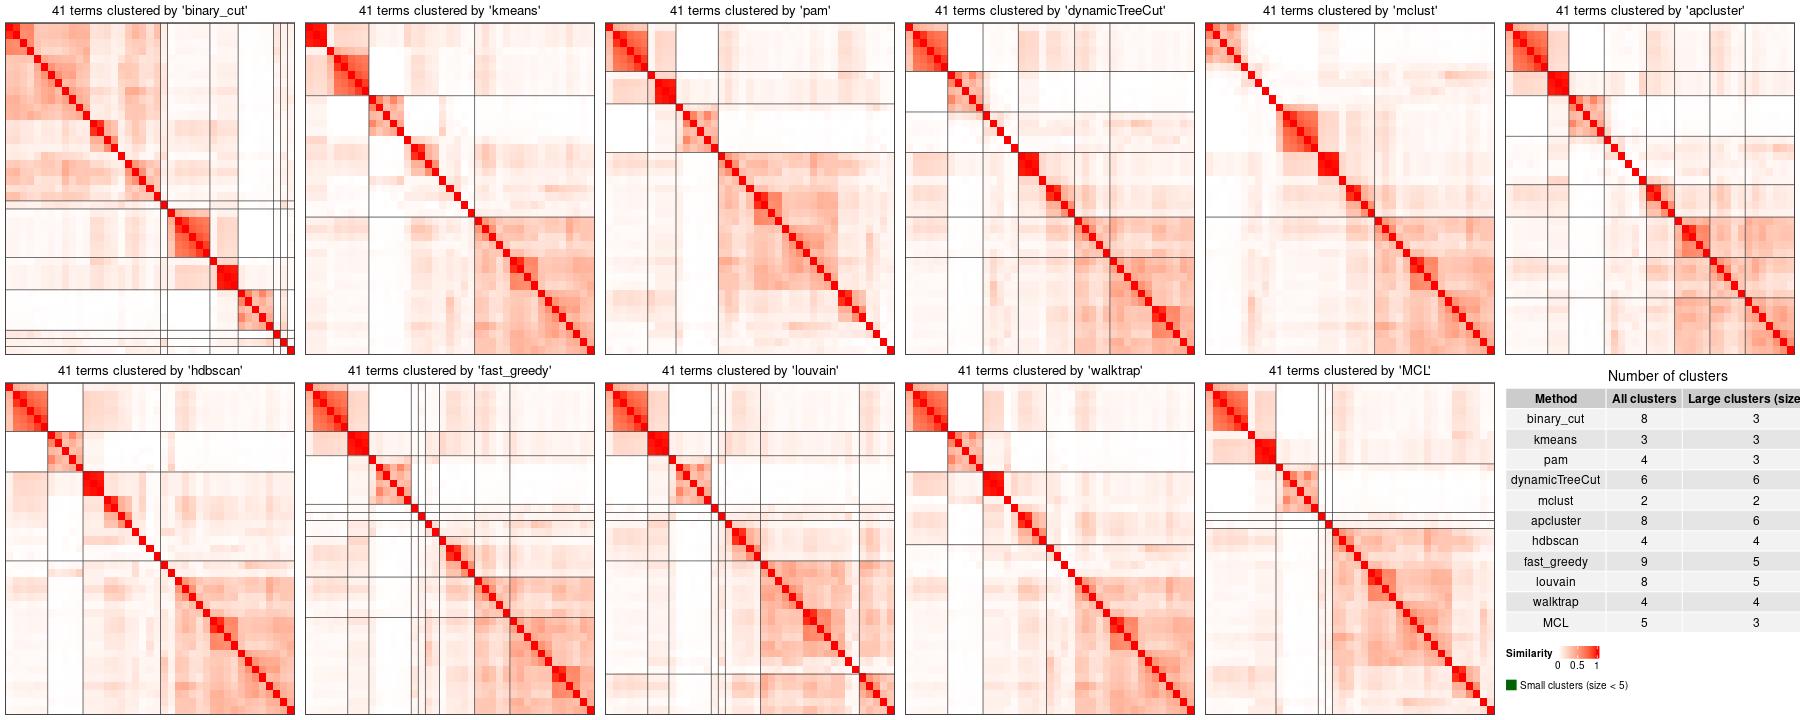 41 terms clustered by 'binary_cut'
41 terms clustered by 'kmeans'
41 terms clustered by 'pam'
41 terms clustered by 'dynamicTreeCut'
41 terms clustered by 'mclust'
41 terms clustered by 'apcluster'
41 terms clustered by 'hdbscan'
41 terms clustered by 'fast_greedy'
41 terms clustered by 'louvain'
41 terms clustered by 'walktrap'
41 terms clustered by 'MCL'
Number of clusters
Method All clusters Large clusters (size
binary_cut 8 3
kmeans 3 3
pam 4 3
dynamicTreeCut 6 6
mclust 2 2
apcluster 8 6
hdbscan 4 4
fast_greedy 9 5
louvain 8 5
walktrap 4 4
MCL 5 3
Similarity
0 0.5 1
Small clusters (size < 5)